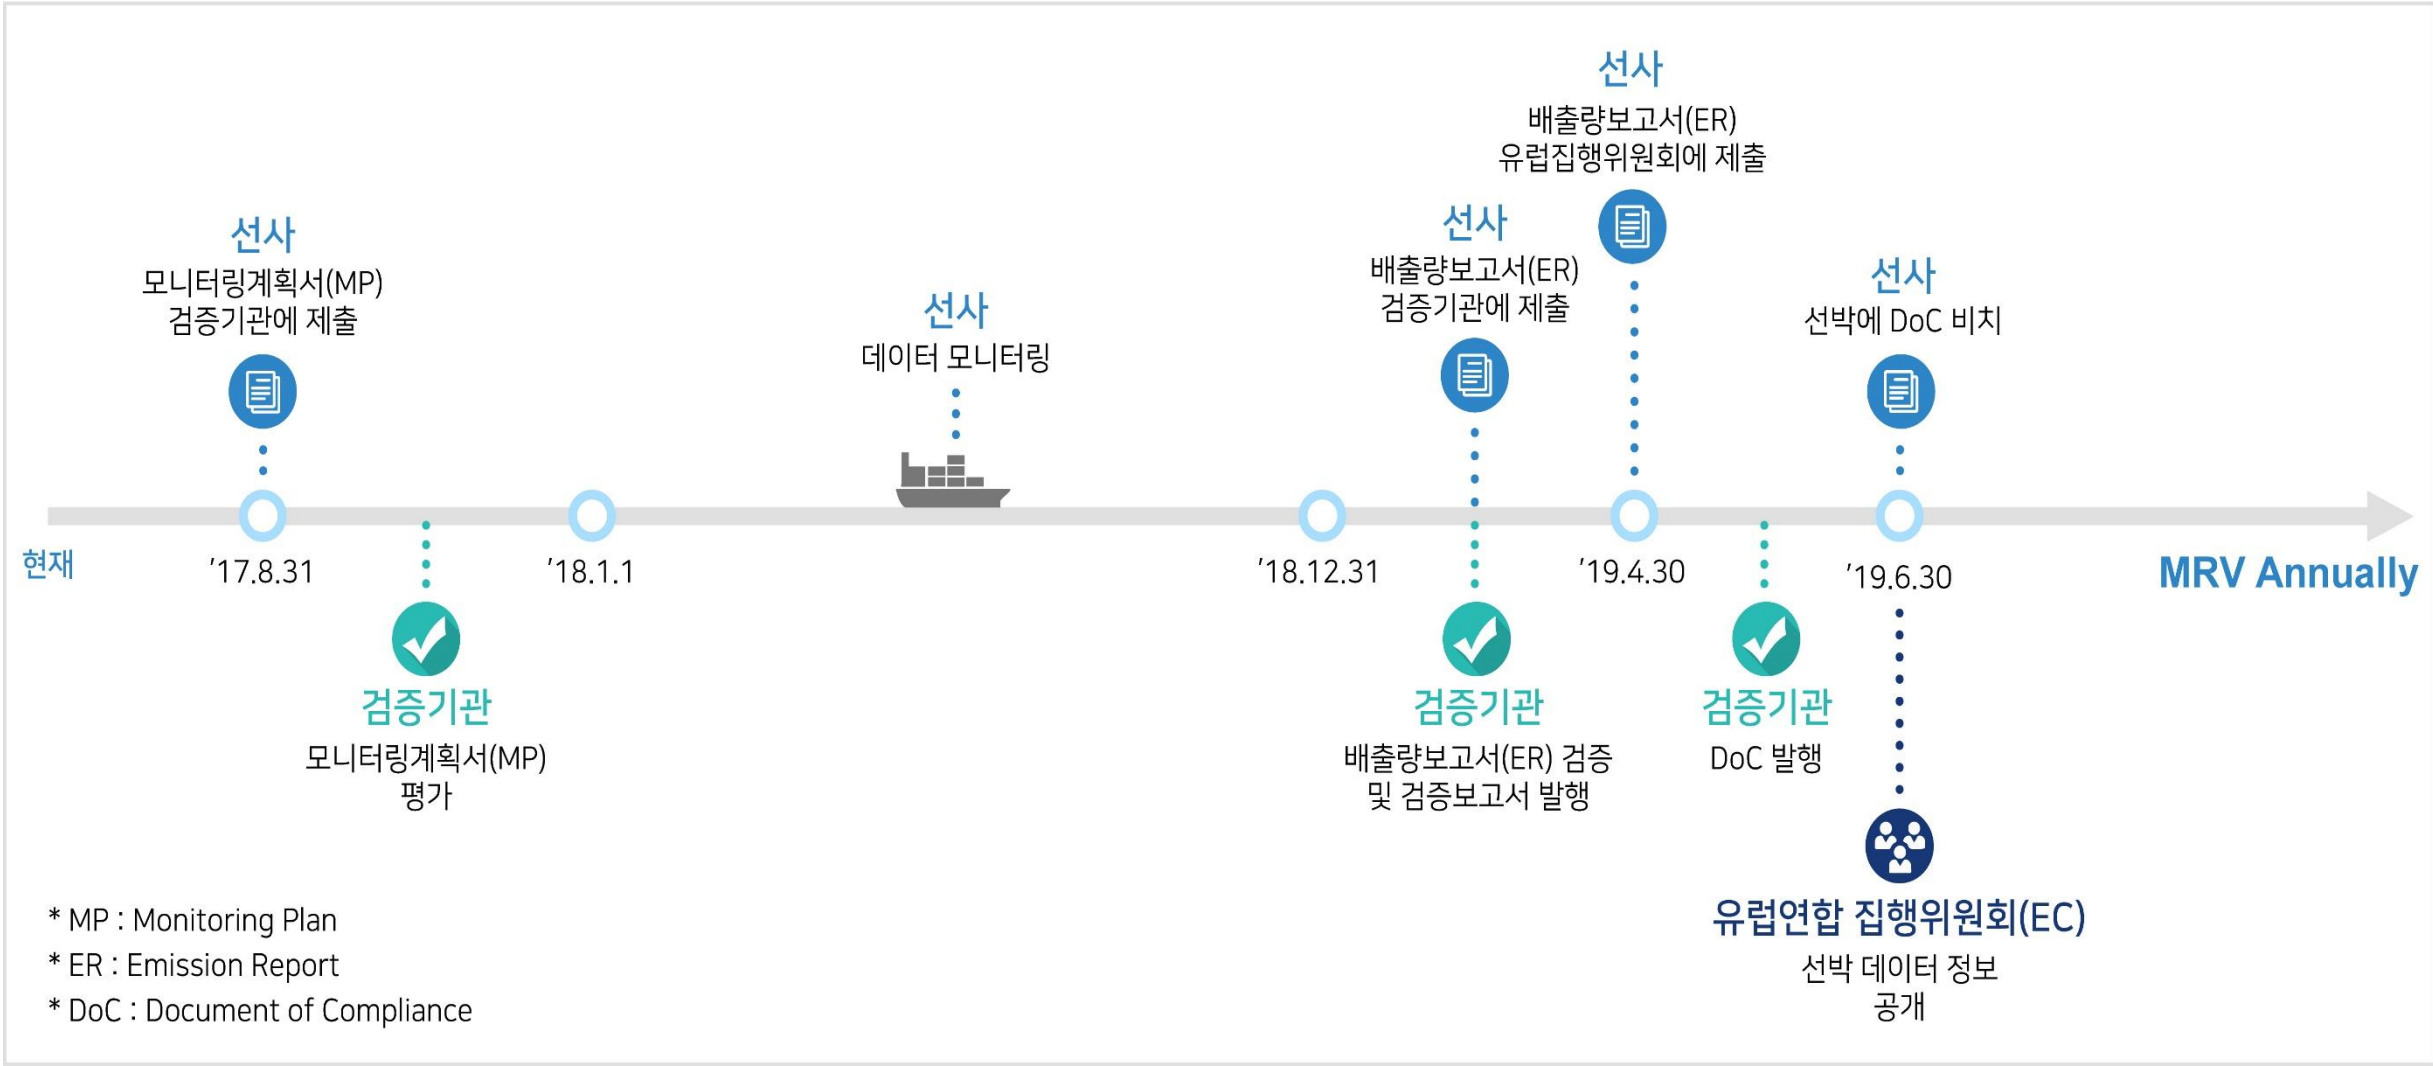 선사
모니터링계획서(MP)
검증기관에 제출
선사
데이터 모니터링
선사
배출량보고서(ER)
검증기관에 제출
선사
배출량보고서(ER)
유럽집행위원회에 제출
선사
선박에 DoC 비치
현재
’17.8.31
’18.1.1
’18.12.31
’19.4.30
’19.6.30
MRV Annually
검증기관
모니터링계획서(MP)
평가
검증기관
배출량보고서(ER) 검증
및 검증보고서 발행
검증기관
DoC 발행
유럽연합 집행위원회(EC)
선박 데이터 정보
공개
* MP : Monitoring Plan
* ER : Emission Report
* DoC : Document of Compliance